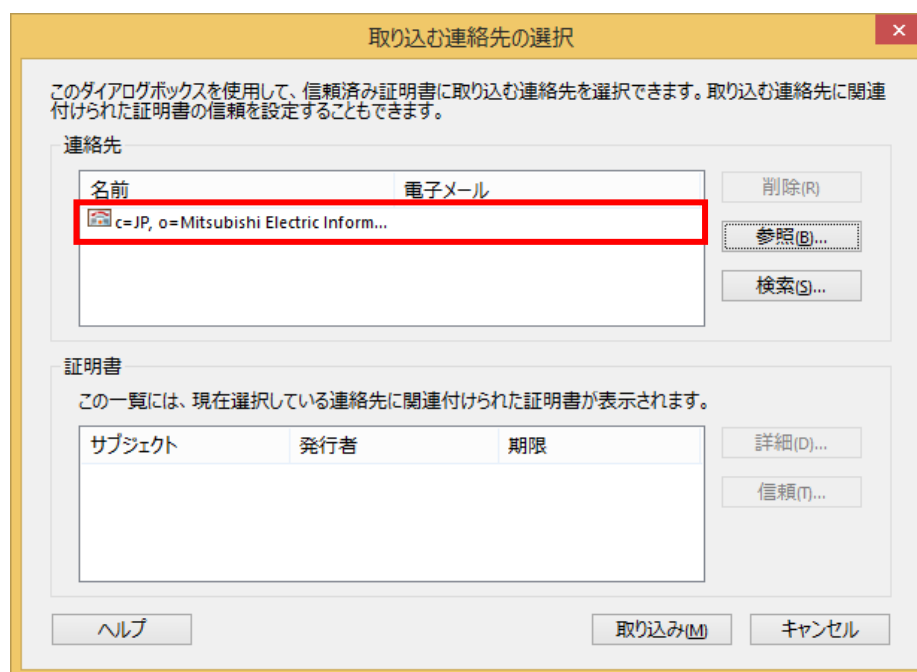 取り込む連絡先の選択
このダイアログボックスを使用して、信頼済み証明書に取り込む連絡先を選択できます。取り込む連絡先に関連
付けられた証明書の信頼を設定することもできます。
連絡先
名前 電子メール
c=JP, o=Mitsubishi Electric Inform...
削除(R)
参照(B)...
検索(S)...
証明書
この一覧には、現在選択している連絡先に関連付けられた証明書が表示されます。
サブジェクト 発行者 期限
詳細(D)...
信頼(T)...
ヘルプ 取り込み(M) キャンセル